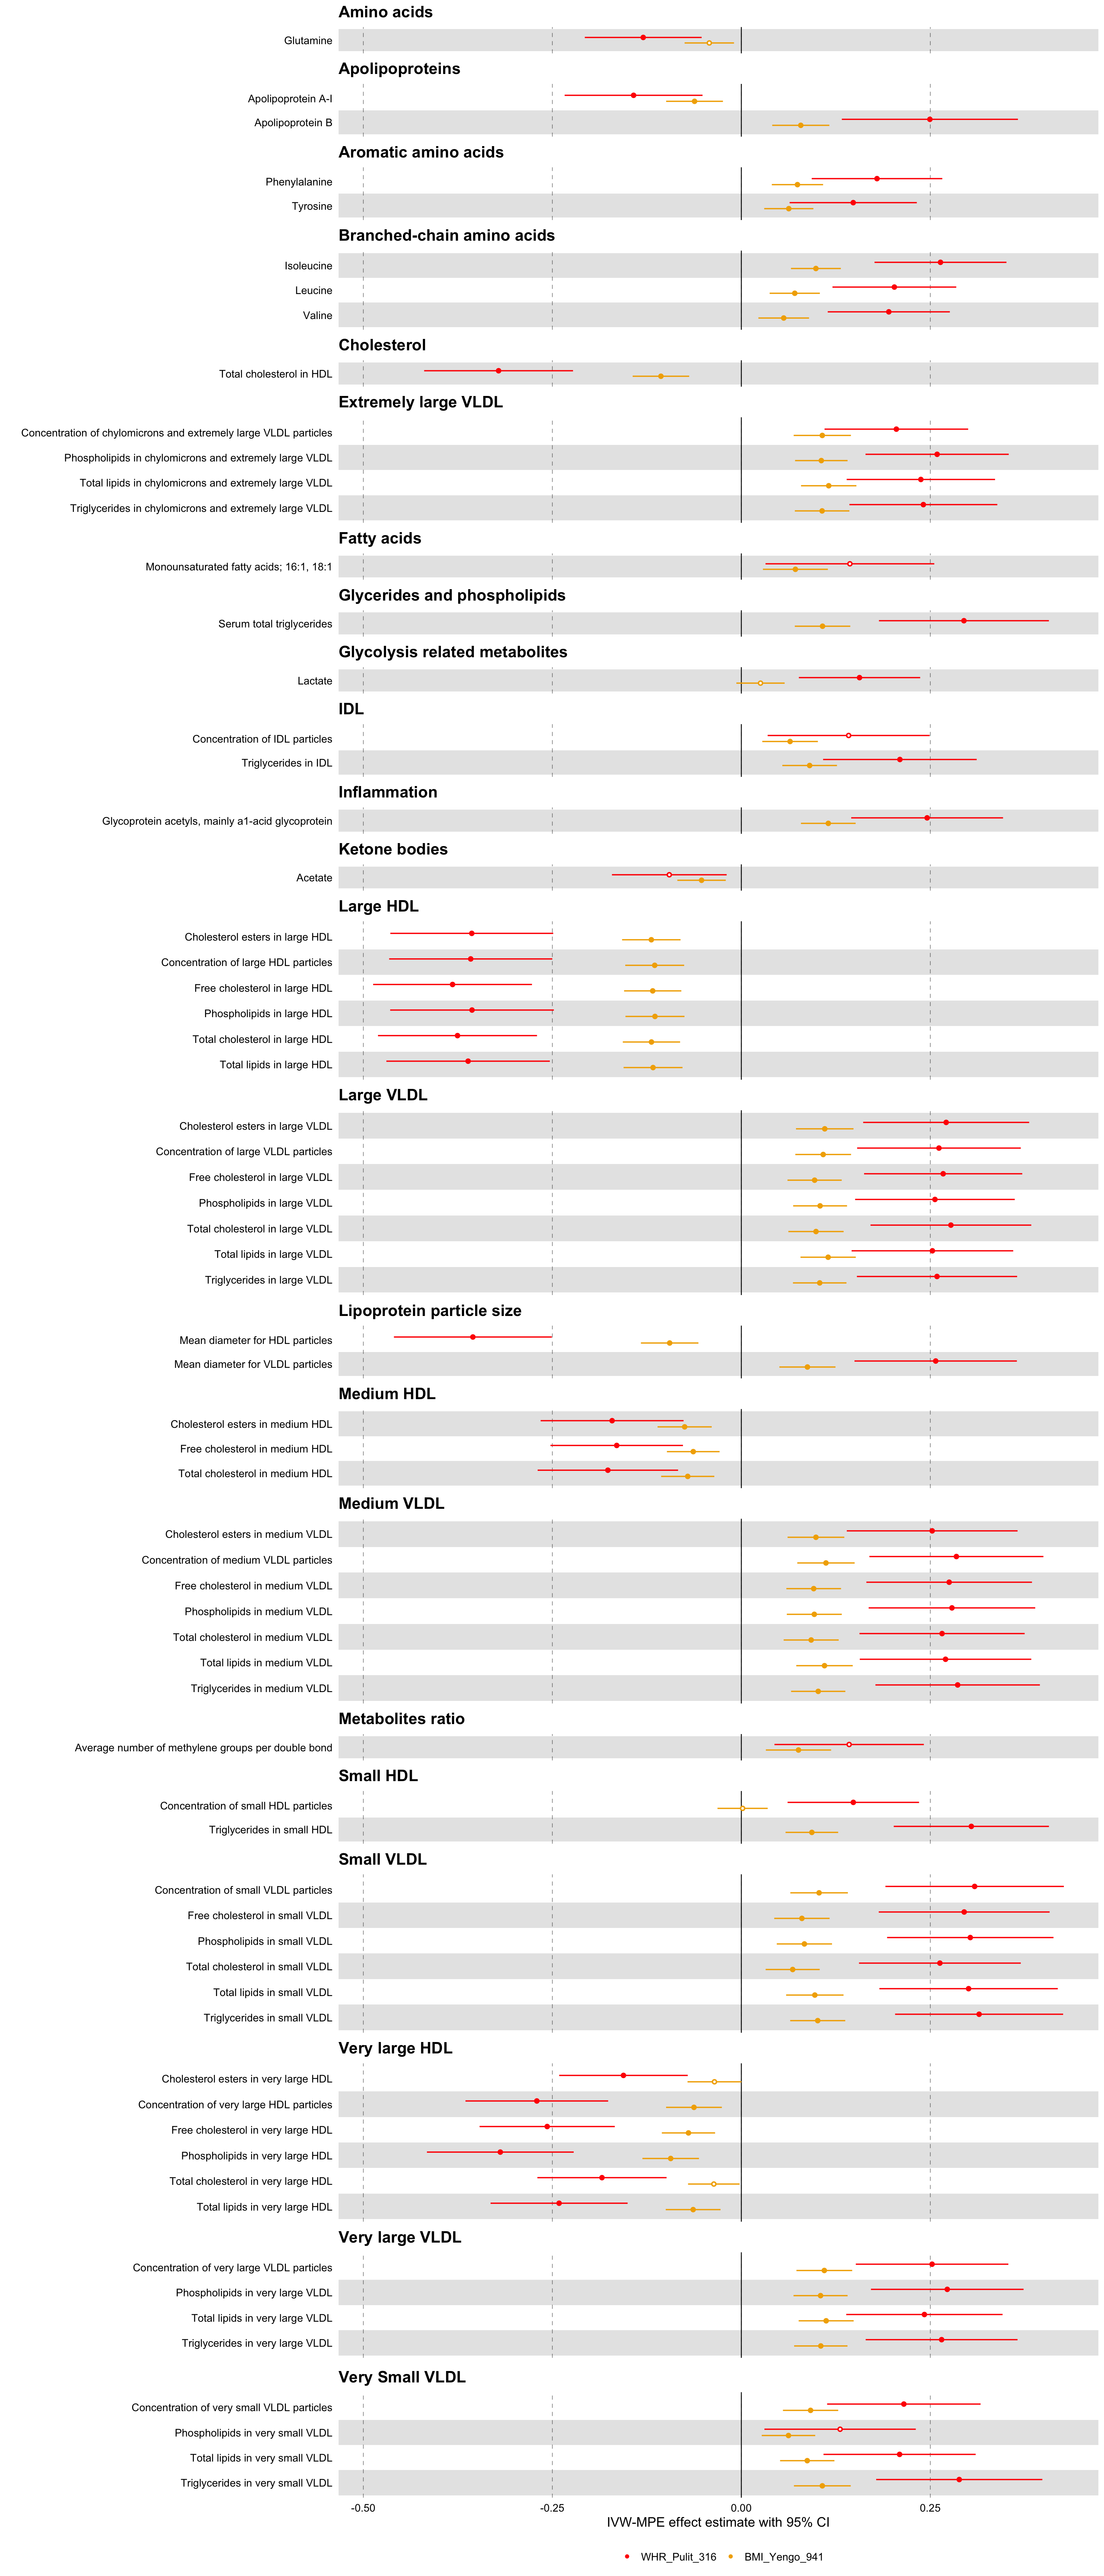 Amino acids
Glutamine
Apolipoproteins
Apolipoprotein A-I
Apolipoprotein B
Aromatic amino acids
Phenylalanine
Tyrosine
Branched-chain amino acids
Isoleucine
Leucine
Valine
Cholesterol
Total cholesterol in HDL
Extremely large VLDL
Concentration of chylomicrons and extremely large VLDL particles
Phospholipids in chylomicrons and extremely large VLDL
Total lipids in chylomicrons and extremely large VLDL
Triglycerides in chylomicrons and extremely large VLDL
Fatty acids
Monounsaturated fatty acids; 16:1, 18:1
Glycerides and phospholipids
Serum total triglycerides
Glycolysis related metabolites
Lactate
IDL
Concentration of IDL particles
Triglycerides in IDL
Inflammation
Glycoprotein acetyls, mainly a1-acid glycoprotein
Ketone bodies
Acetate
Large HDL
Cholesterol esters in large HDL
Concentration of large HDL particles
Free cholesterol in large HDL
Phospholipids in large HDL
Total cholesterol in large HDL
Total lipids in large HDL
Large VLDL
Cholesterol esters in large VLDL
Concentration of large VLDL particles
Free cholesterol in large VLDL
Phospholipids in large VLDL
Total cholesterol in large VLDL
Total lipids in large VLDL
Triglycerides in large VLDL
Lipoprotein particle size
Mean diameter for HDL particles
Mean diameter for VLDL particles
Medium HDL
Cholesterol esters in medium HDL
Free cholesterol in medium HDL
Total cholesterol in medium HDL
Medium VLDL
Cholesterol esters in medium VLDL
Concentration of medium VLDL particles
Free cholesterol in medium VLDL
Phospholipids in medium VLDL
Total cholesterol in medium VLDL
Total lipids in medium VLDL
Triglycerides in medium VLDL
Metabolites ratio
Average number of methylene groups per double bond
Small HDL
Concentration of small HDL particles
Triglycerides in small HDL
Small VLDL
Concentration of small VLDL particles
Free cholesterol in small VLDL
Phospholipids in small VLDL
Total cholesterol in small VLDL
Total lipids in small VLDL
Triglycerides in small VLDL
Very large HDL
Cholesterol esters in very large HDL
Concentration of very large HDL particles
Free cholesterol in very large HDL
Phospholipids in very large HDL
Total cholesterol in very large HDL
Total lipids in very large HDL
Very large VLDL
Concentration of very large VLDL particles
Phospholipids in very large VLDL
Total lipids in very large VLDL
Triglycerides in very large VLDL
Very Small VLDL
Concentration of very small VLDL particles
Phospholipids in very small VLDL
Total lipids in very small VLDL
Triglycerides in very small VLDL
-0.50 -0.25 0.00 0.25
IVW-MPE effect estimate with 95% CI
WHR_Pulit_316 BMI_Yengo_941